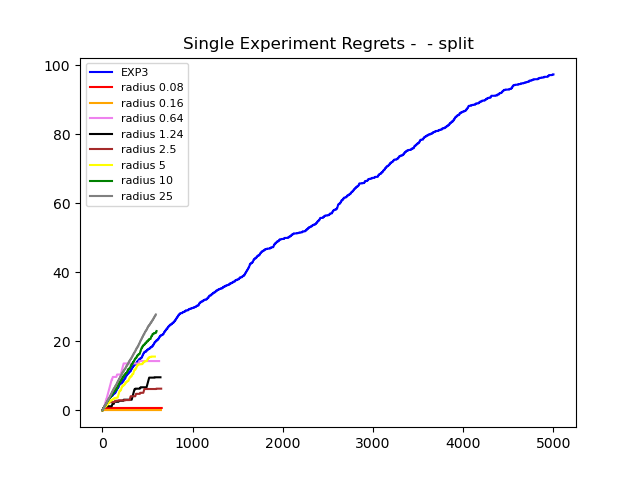 Single Experiment Regrets -  - split
100
80
60
40
20
0
EXP3
radius 0.08
radius 0.16
radius 0.64
radius 1.24
radius 2.5
radius 5
radius 10
radius 25
0 1000 2000 3000 4000 5000